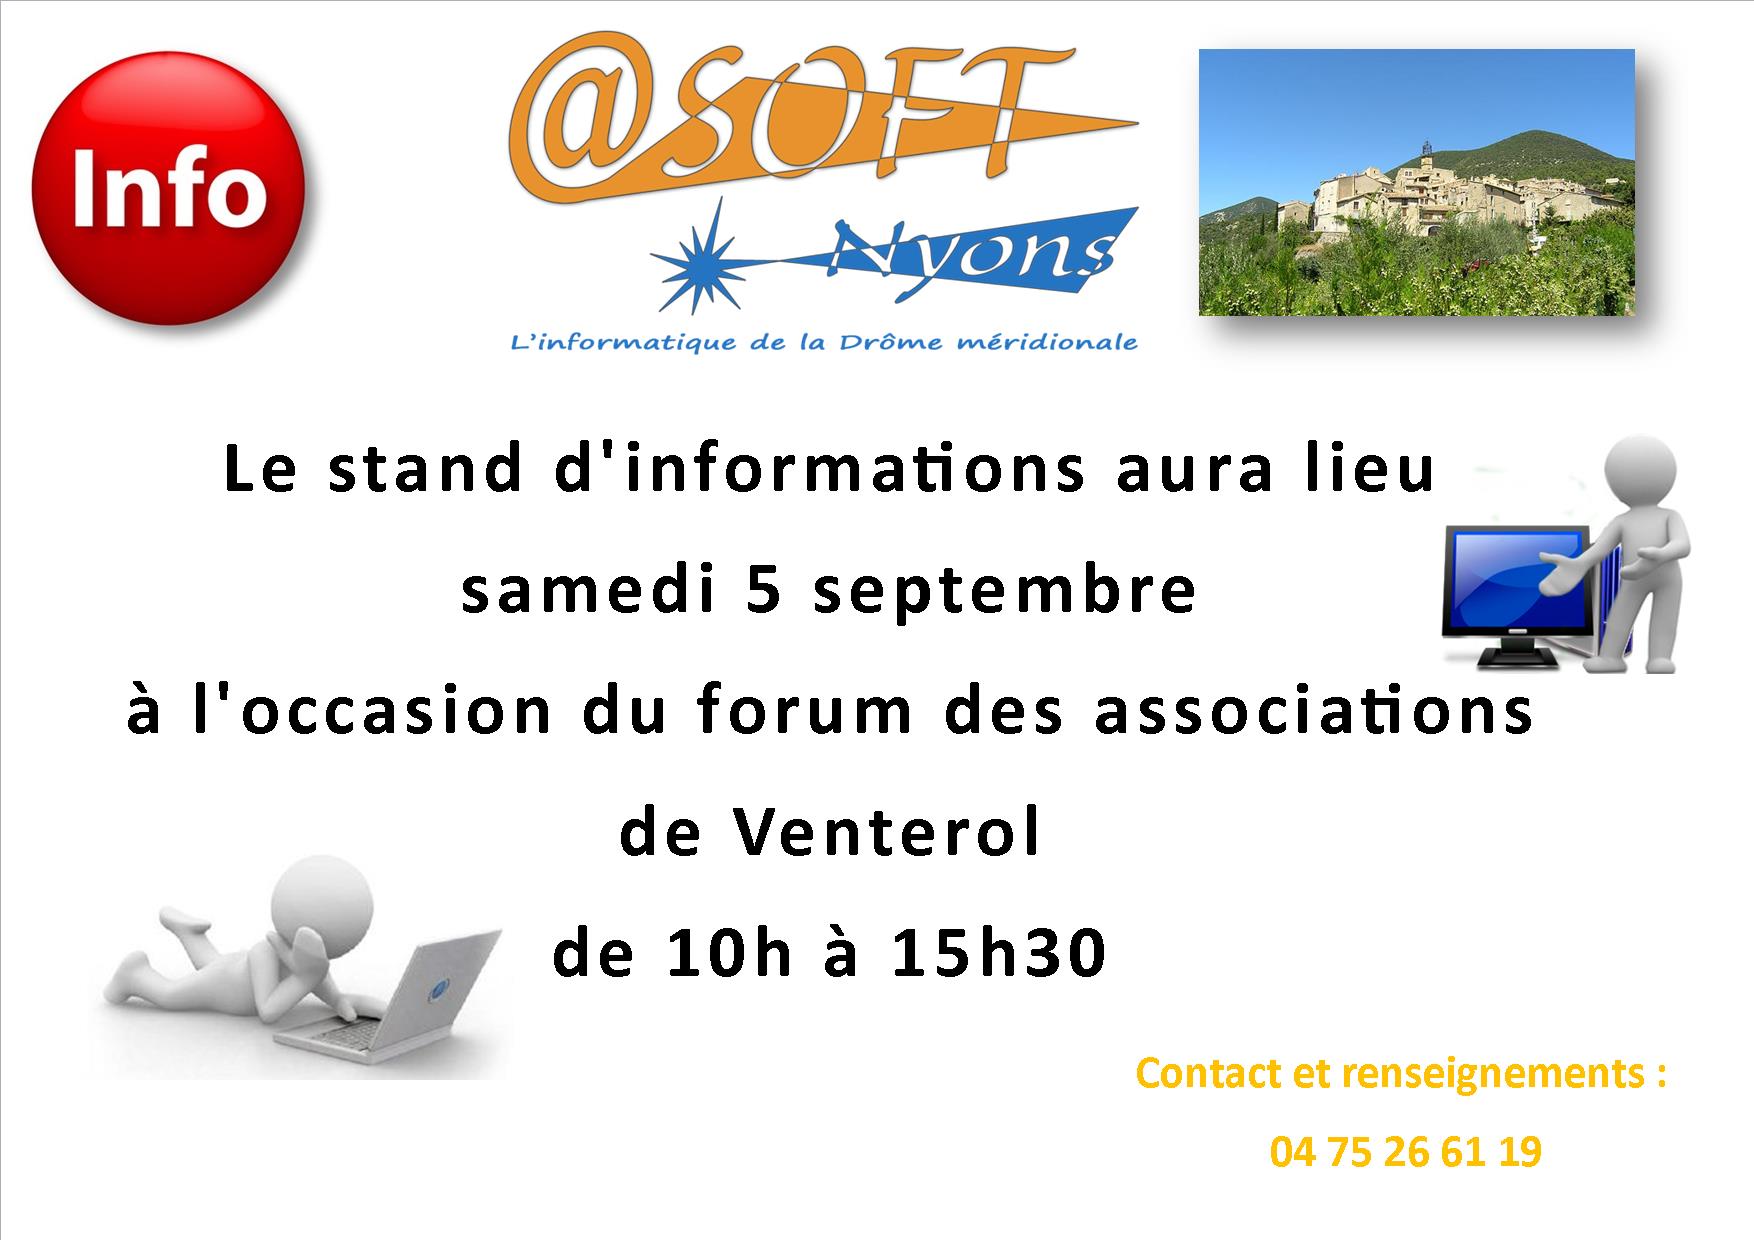 Info
@SOFT
Nyons
L'informatique de la Drôme méridionale
Le stand d'informations aura lieu
samedi 5 septembre
à l'occasion du forum des associations
de Venterol
de 10h à 15h30
Contact et renseignements :
04 75 26 61 19